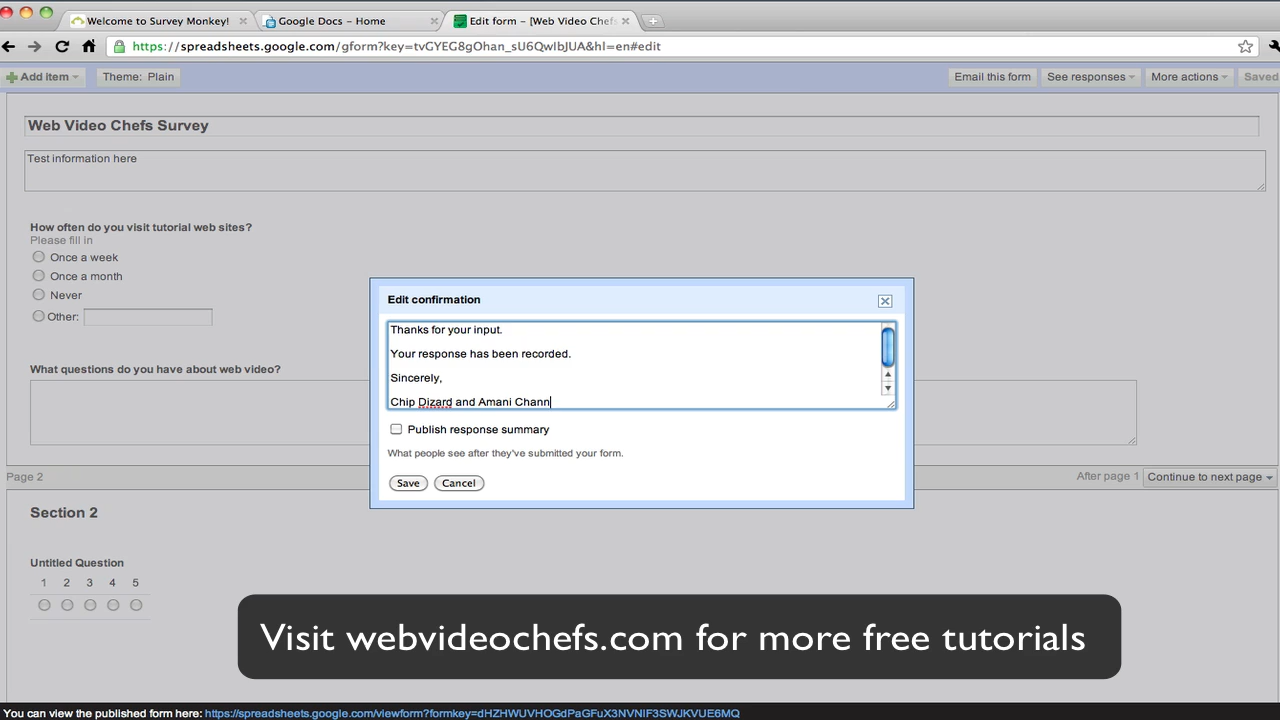 Welcome to Survey Monkey!
Google Docs – Home
Edit form – [Web Video Chefs
https://spreadsheets.google.com/gform?key=tvGYEG8gOhan_sU6QwIbJUA&hl=en#edit
Add item
Theme: Plain
Email this form
See responses
More actions
Saved
Web Video Chefs Survey
Test information here
How often do you visit tutorial web sites?
Please fill in
Once a week
Once a month
Never
Other:
What questions do you have about web video?
Edit confirmation
Thanks for your input.
Your response has been recorded.
Sincerely,
Chip Dizard and Amani Chann
Publish response summary
What people see after they've submitted your form.
Save
Cancel
Page 2
After page 1
Continue to next page
Section 2
Untitled Question
1 2 3 4 5
Visit webvideochefs.com for more free tutorials
You can view the published form here: https://spreadsheets.google.com/viewform?formkey=dHZHWUVHOGdPaGFuX3NVNlF3SWJKVUE6MQ